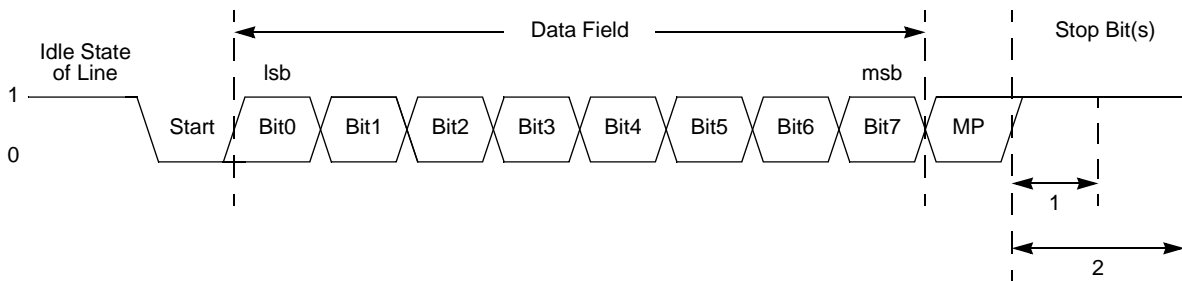 Data Field
Stop Bit(s)
Idle State
of Line
lsb
msb
1
Start
Bit0
Bit1
Bit2
Bit3
Bit4
Bit5
Bit6
Bit7
MP
0
1
2